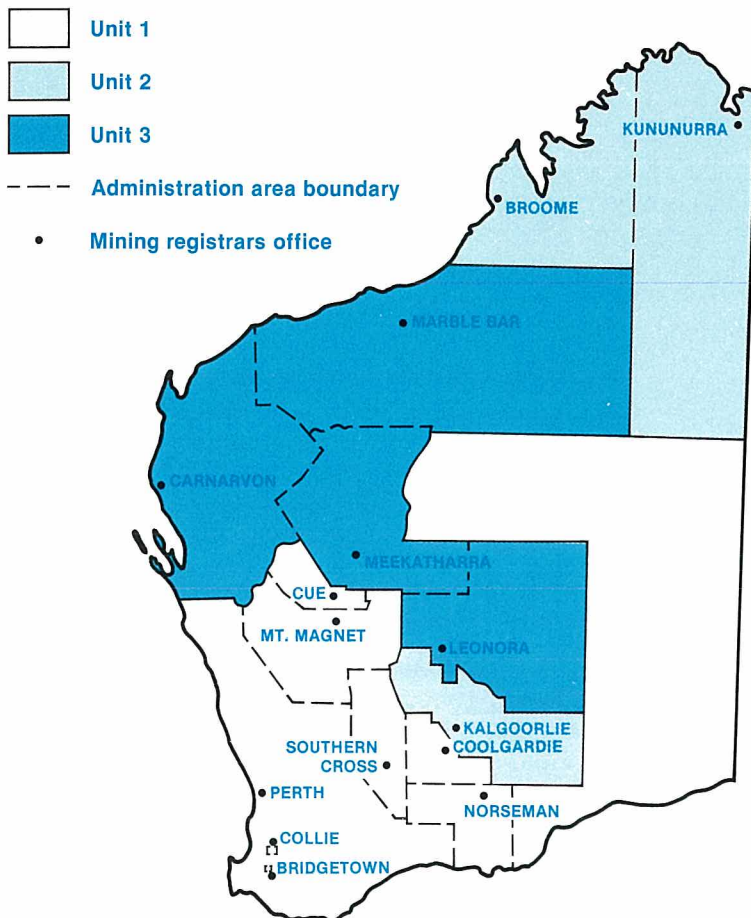 Unit 1
Unit 2
Unit 3
Administration area boundary
Mining registrars office
KUNUNURRA
BROOME
MARBLE BAR
CARNARVON
MEEKATHARRA
CUE
MT. MAGNET
LEONORA
KALGOORLIE
COOLGARDIE
SOUTHERN
CROSS
PERTH
NORSEMAN
COLLIE
BRIDGETOWN